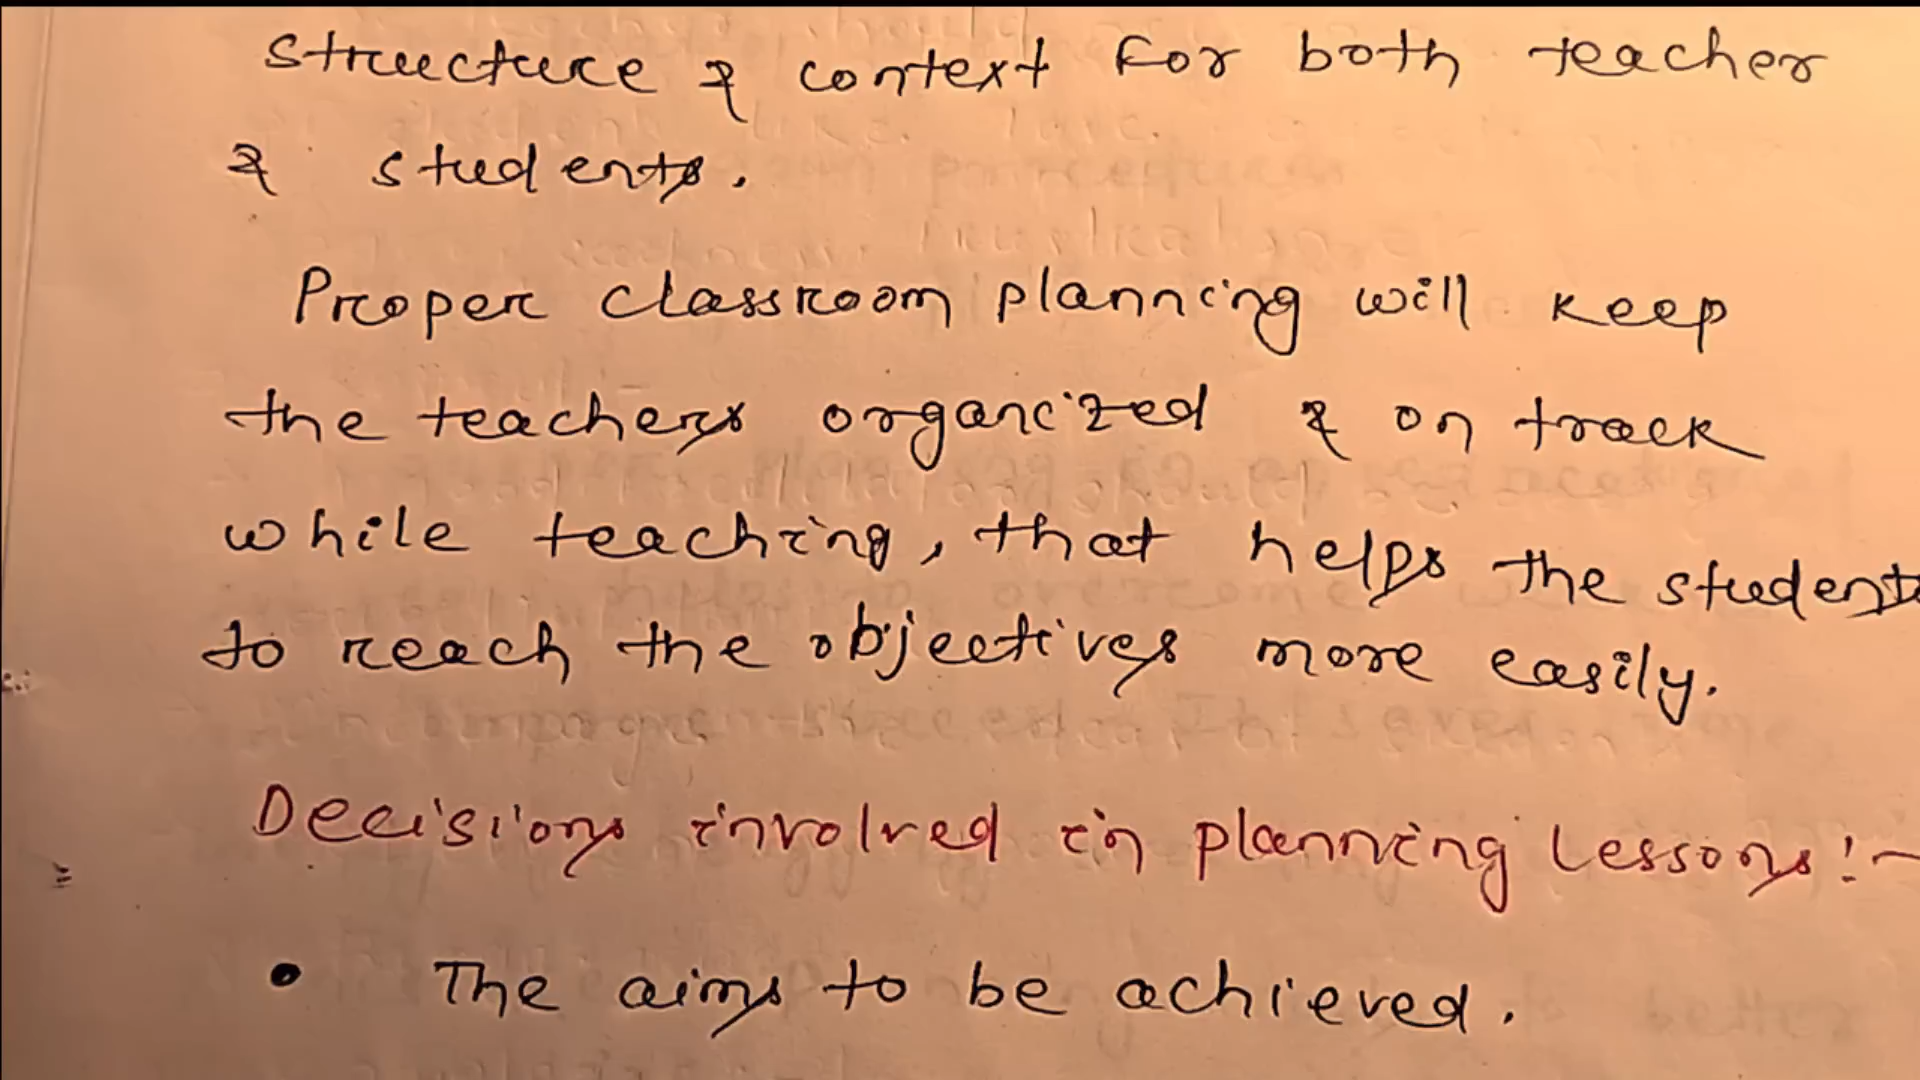 structure & context for both teacher
& students.
Proper classroom planning will keep
the teachers organized & on track
while teaching, that helps the students
to reach the objectives more easily.
Decisions involved in planning lessons:-
• The aims to be achieved.